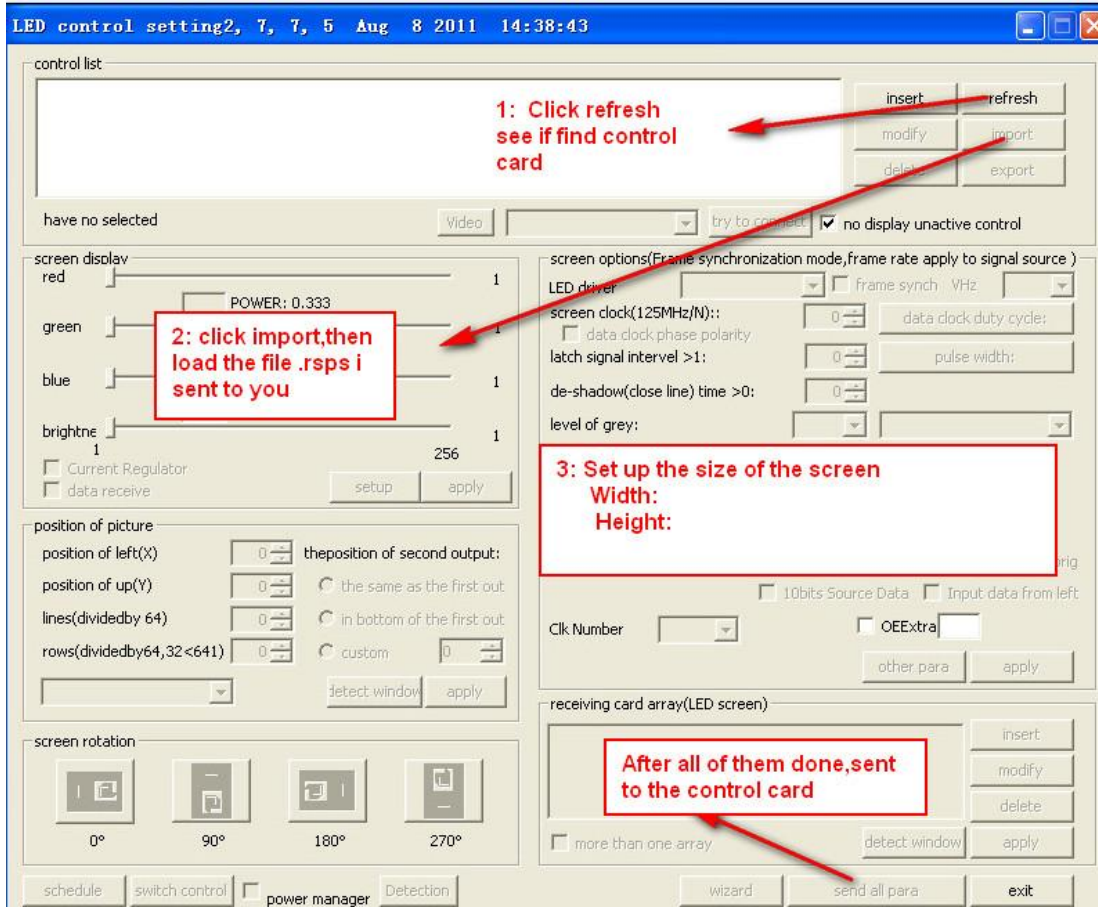 LED control setting2, 7, 7, 5 Aug 8 2011 14:38:43
control list
1: Click refresh
see if find control
card
insert refresh
modify import
delete export
have no selected Video try to connect no display unactive control
screen display
red 1
POWER: 0.333
green 1
2: click import,then
load the file .rsps i
sent to you
blue 1
brightne 1
1 256
Current Regulator
data receive
setup apply
screen options(Frame synchronization mode,frame rate apply to signal source )
LED driver frame synch VHz
screen clock(125MHz/N):: 0 data clock duty cycle:
data clock phase polarity
latch signal intervel >1: 0 pulse width:
de-shadow(close line) time >0: 0
level of grey:
3: Set up the size of the screen
Width:
Height:
orig
10bits Source Data Input data from left
Clk Number OEExtra
other para apply
position of picture
position of left(X) 0 theposition of second output:
position of up(Y) 0 the same as the first out
lines(dividedby 64) 0 in bottom of the first out
rows(dividedby64,32<641) 0 custom 0
detect window apply
receiving card array(LED screen)
insert
modify
delete
After all of them done,sent
to the control card
more than one array detect window apply
screen rotation
0° 90° 180° 270°
schedule switch control power manager Detection wizard send all para exit